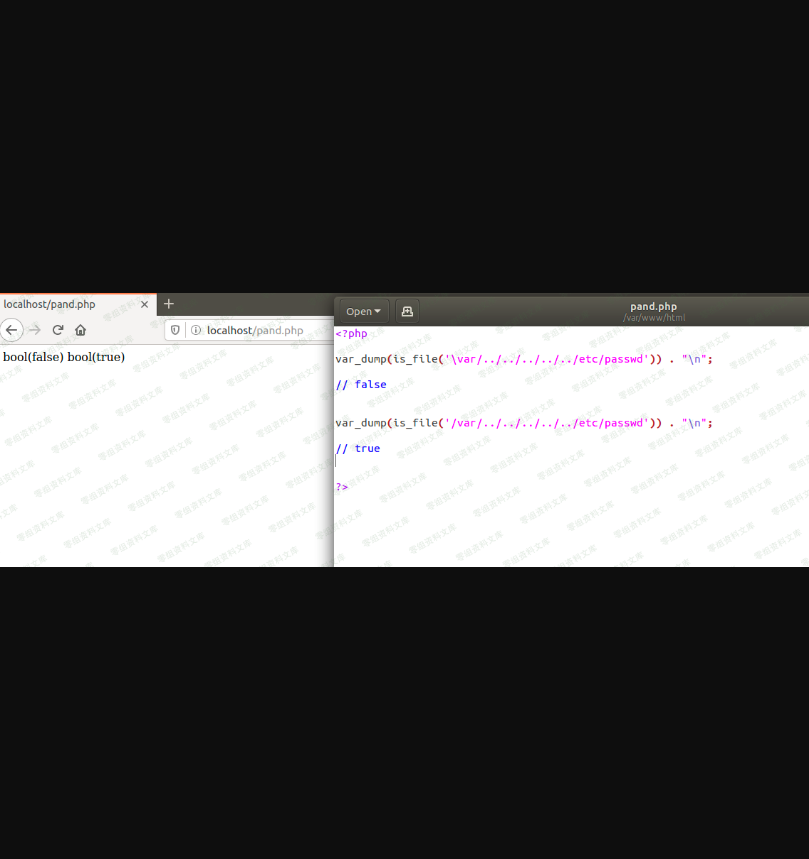 localhost/pand.php
localhost/pand.php
bool(false) bool(true)
Open
pand.php
/var/www/html
<?php
var_dump(is_file('\var/../../../../../etc/passwd')) . "\n";
// false
var_dump(is_file('/var/../../../../../etc/passwd')) . "\n";
// true
?>
零组资料文库